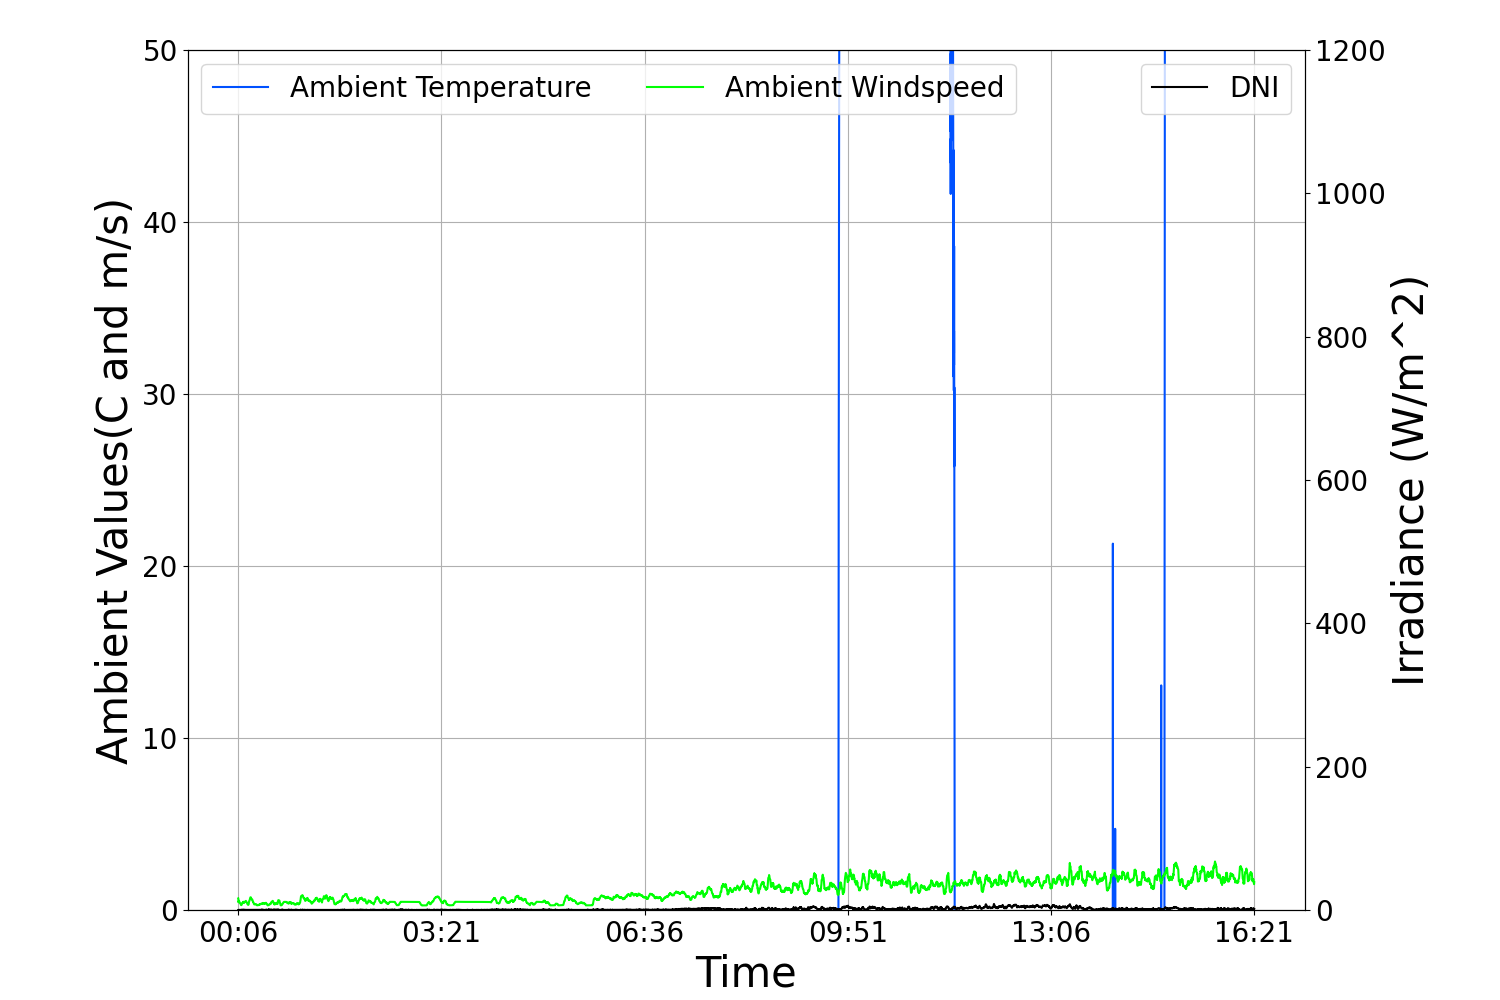 50
40
30
20
10
0
Ambient Values(C and m/s)
Ambient Temperature
Ambient Windspeed
DNI
1200
1000
800
600
400
200
0
Irradiance (W/m^2)
00:06 03:21 06:36 09:51 13:06 16:21
Time